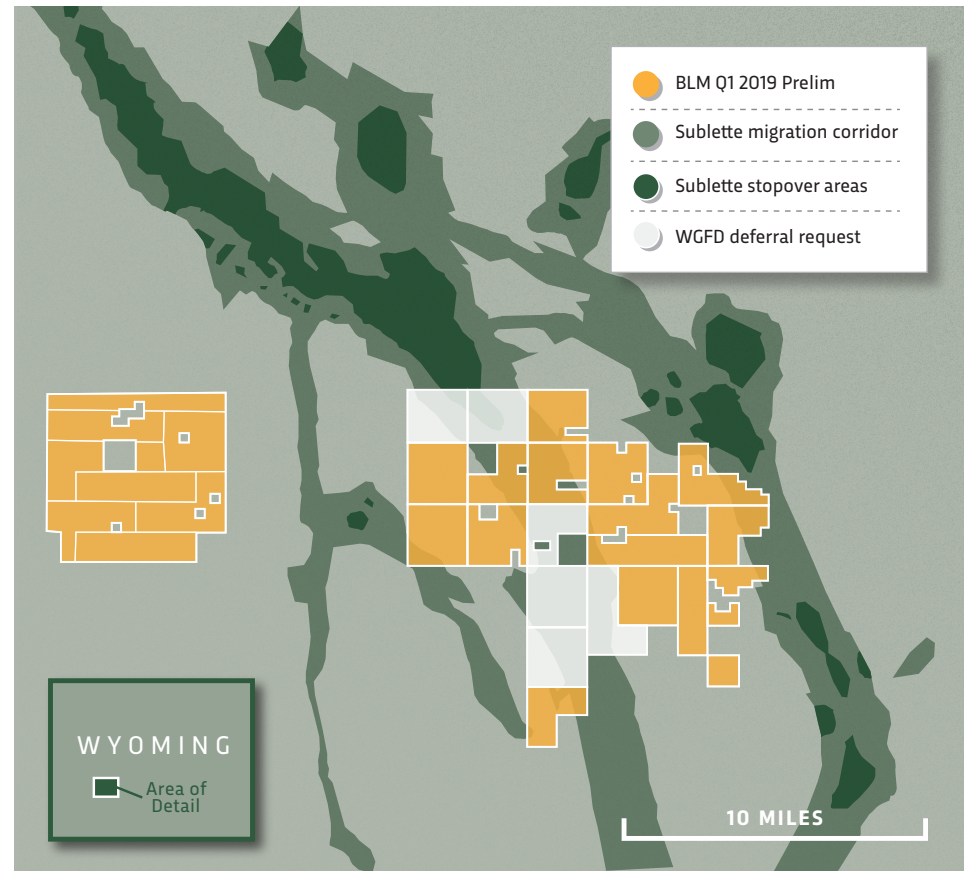 BLM Q1 2019 Prelim
Sublette migration corridor
Sublette stopover areas
WGFD deferral request
WYOMING
Area of
Detail
10 MILES